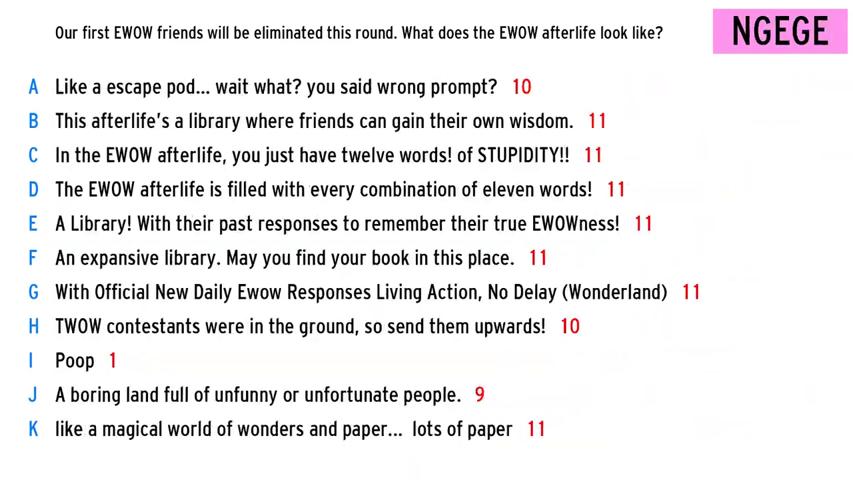 Our first EWOW friends will be eliminated this round. What does the EWOW afterlife look like?
NGEGE
A Like a escape pod... wait what? you said wrong prompt? 10
B This afterlife's a library where friends can gain their own wisdom. 11
C In the EWOW afterlife, you just have twelve words! of STUPIDITY!! 11
D The EWOW afterlife is filled with every combination of eleven words! 11
E A Library! With their past responses to remember their true EWOWness! 11
F An expansive library. May you find your book in this place. 11
G With Official New Daily Ewow Responses Living Action, No Delay (Wonderland) 11
H TWOW contestants were in the ground, so send them upwards! 10
I Poop 1
J A boring land full of unfunny or unfortunate people. 9
K like a magical world of wonders and paper... lots of paper 11